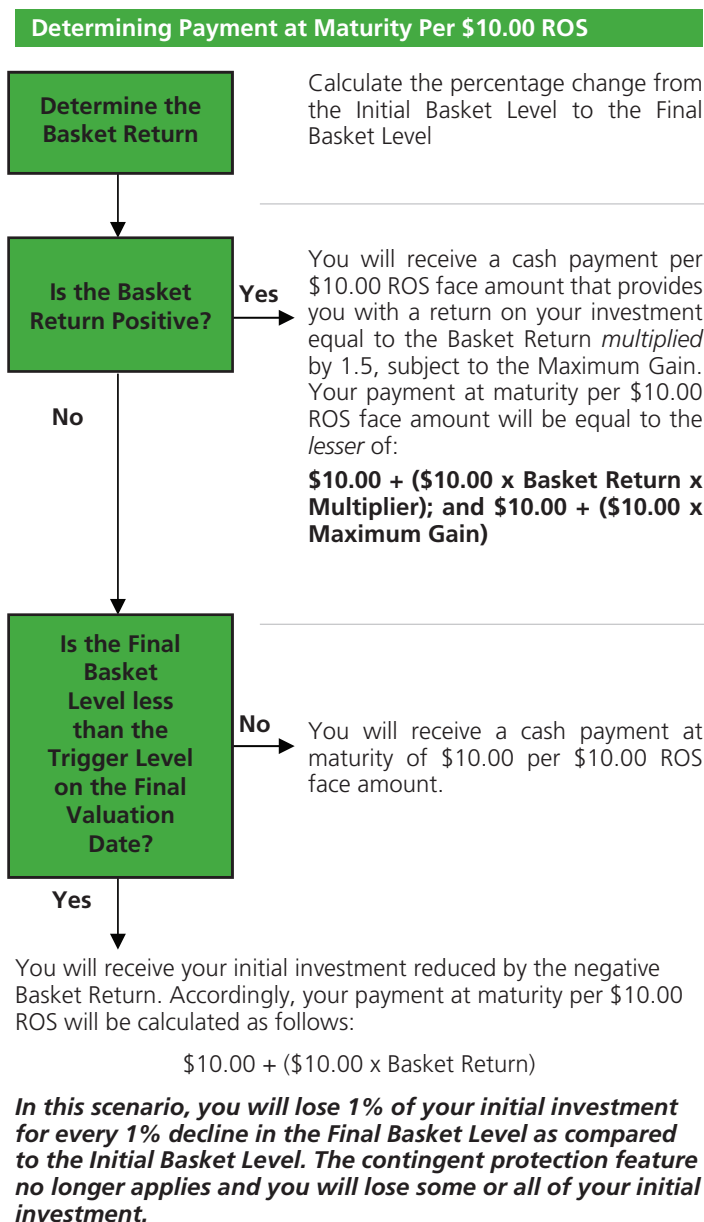 Determining Payment at Maturity Per $10.00 ROS
Determine the
Basket Return
Calculate the percentage change from
the Initial Basket Level to the Final
Basket Level
Is the Basket
Return Positive?
Yes
You will receive a cash payment per
$10.00 ROS face amount that provides
you with a return on your investment
equal to the Basket Return multiplied
by 1.5, subject to the Maximum Gain.
Your payment at maturity per $10.00
ROS face amount will be equal to the
lesser of:
$10.00 + ($10.00 x Basket Return x
Multiplier); and $10.00 + ($10.00 x
Maximum Gain)
No
Is the Final
Basket
Level less
than the
Trigger Level
on the Final
Valuation
Date?
No
You will receive a cash payment at
maturity of $10.00 per $10.00 ROS
face amount.
Yes
You will receive your initial investment reduced by the negative
Basket Return. Accordingly, your payment at maturity per $10.00
ROS will be calculated as follows:
$10.00 + ($10.00 x Basket Return)
In this scenario, you will lose 1% of your initial investment
for every 1% decline in the Final Basket Level as compared
to the Initial Basket Level. The contingent protection feature
no longer applies and you will lose some or all of your initial
investment.